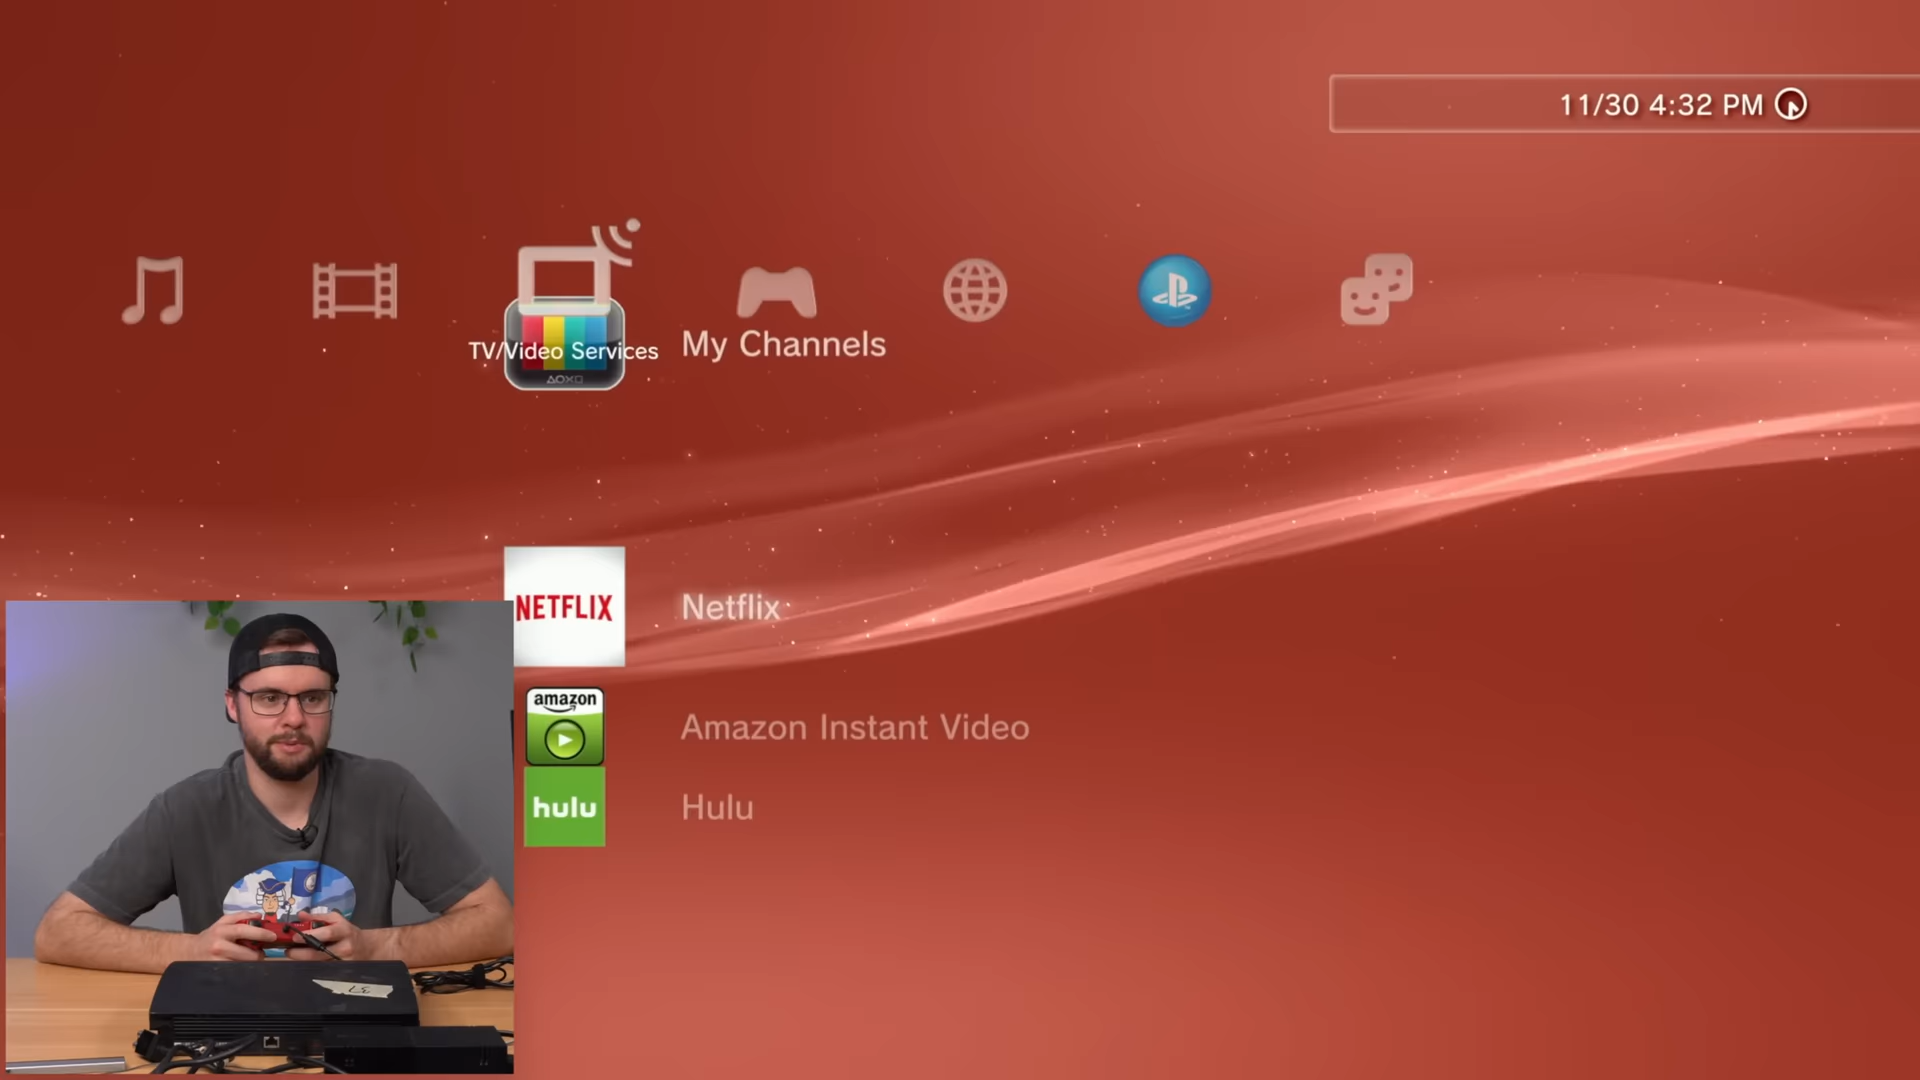 11/30 4:32 PM
TV/Video Services
My Channels
NETFLIX
Netflix
amazon
Amazon Instant Video
hulu
Hulu